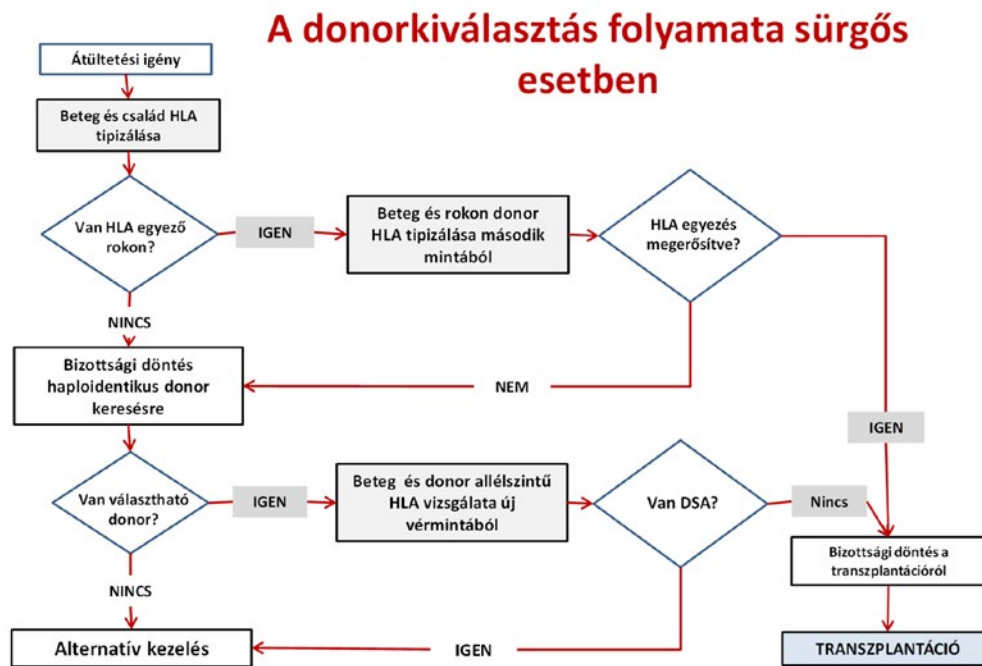 A donorkiválasztás folyamata sürgős
esetben
Átültetési igény
Beteg és család HLA
tipizálása
Van HLA egyező
rokon?
IGEN
Beteg és rokon donor
HLA tipizálása második
mintából
HLA egyezés
megerősítve?
NINCS
Bizottsági döntés
haploidentikus donor
keresésre
NEM
IGEN
Van választható
donor?
IGEN
Beteg és donor allélszintű
HLA vizsgálata új
vérmintából
Van DSA?
Nincs
Bizottsági döntés a
transzplantációról
NINCS
Alternatív kezelés
IGEN
TRANSZPLANTÁCIÓ